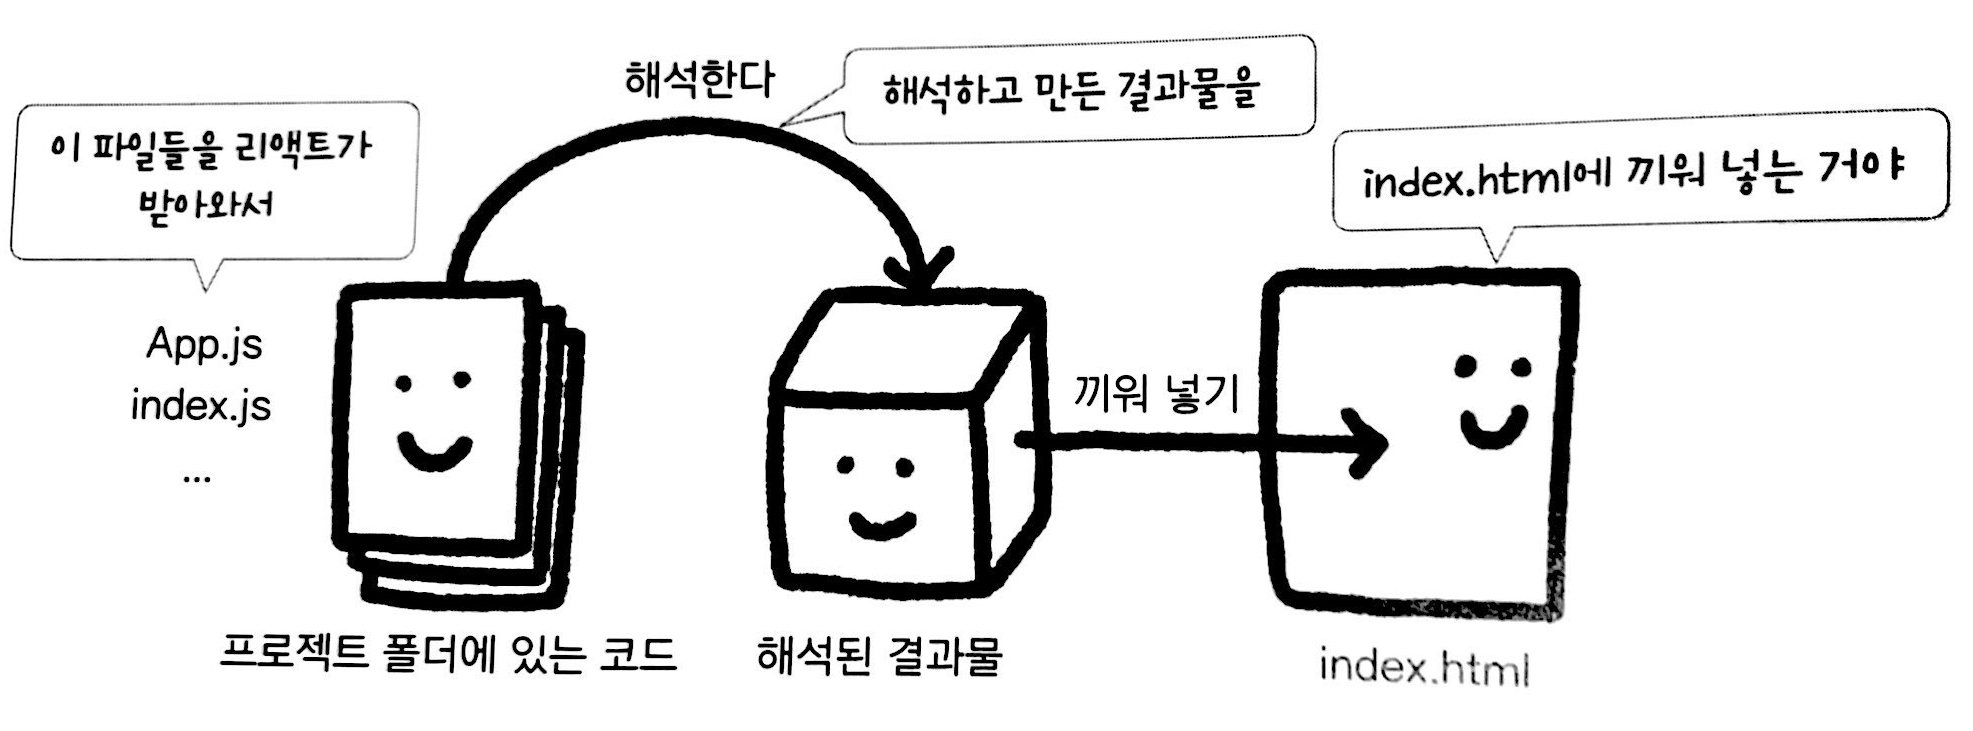 해석한다
해석하고 만든 결과물을
이 파일들을 리액트가
받아와서
index.html에 끼워 넣는 거야
App.js
index.js
...
끼워 넣기
프로젝트 폴더에 있는 코드
해석된 결과물
index.html